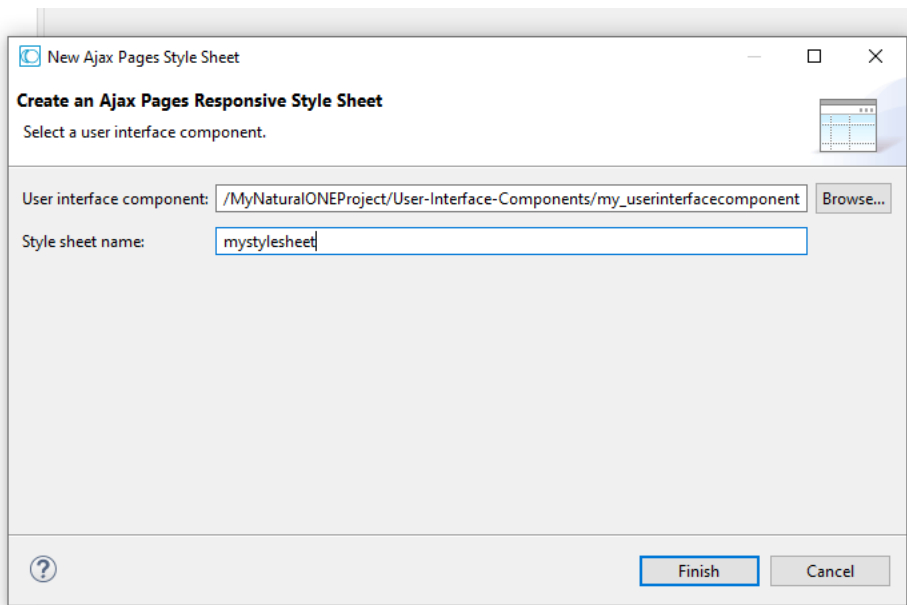 New Ajax Pages Style Sheet
Create an Ajax Pages Responsive Style Sheet
Select a user interface component.
User interface component: /MyNaturalONEProject/User-Interface-Components/my_userinterfacecomponent Browse...
Style sheet name: mystylesheet
? Finish Cancel